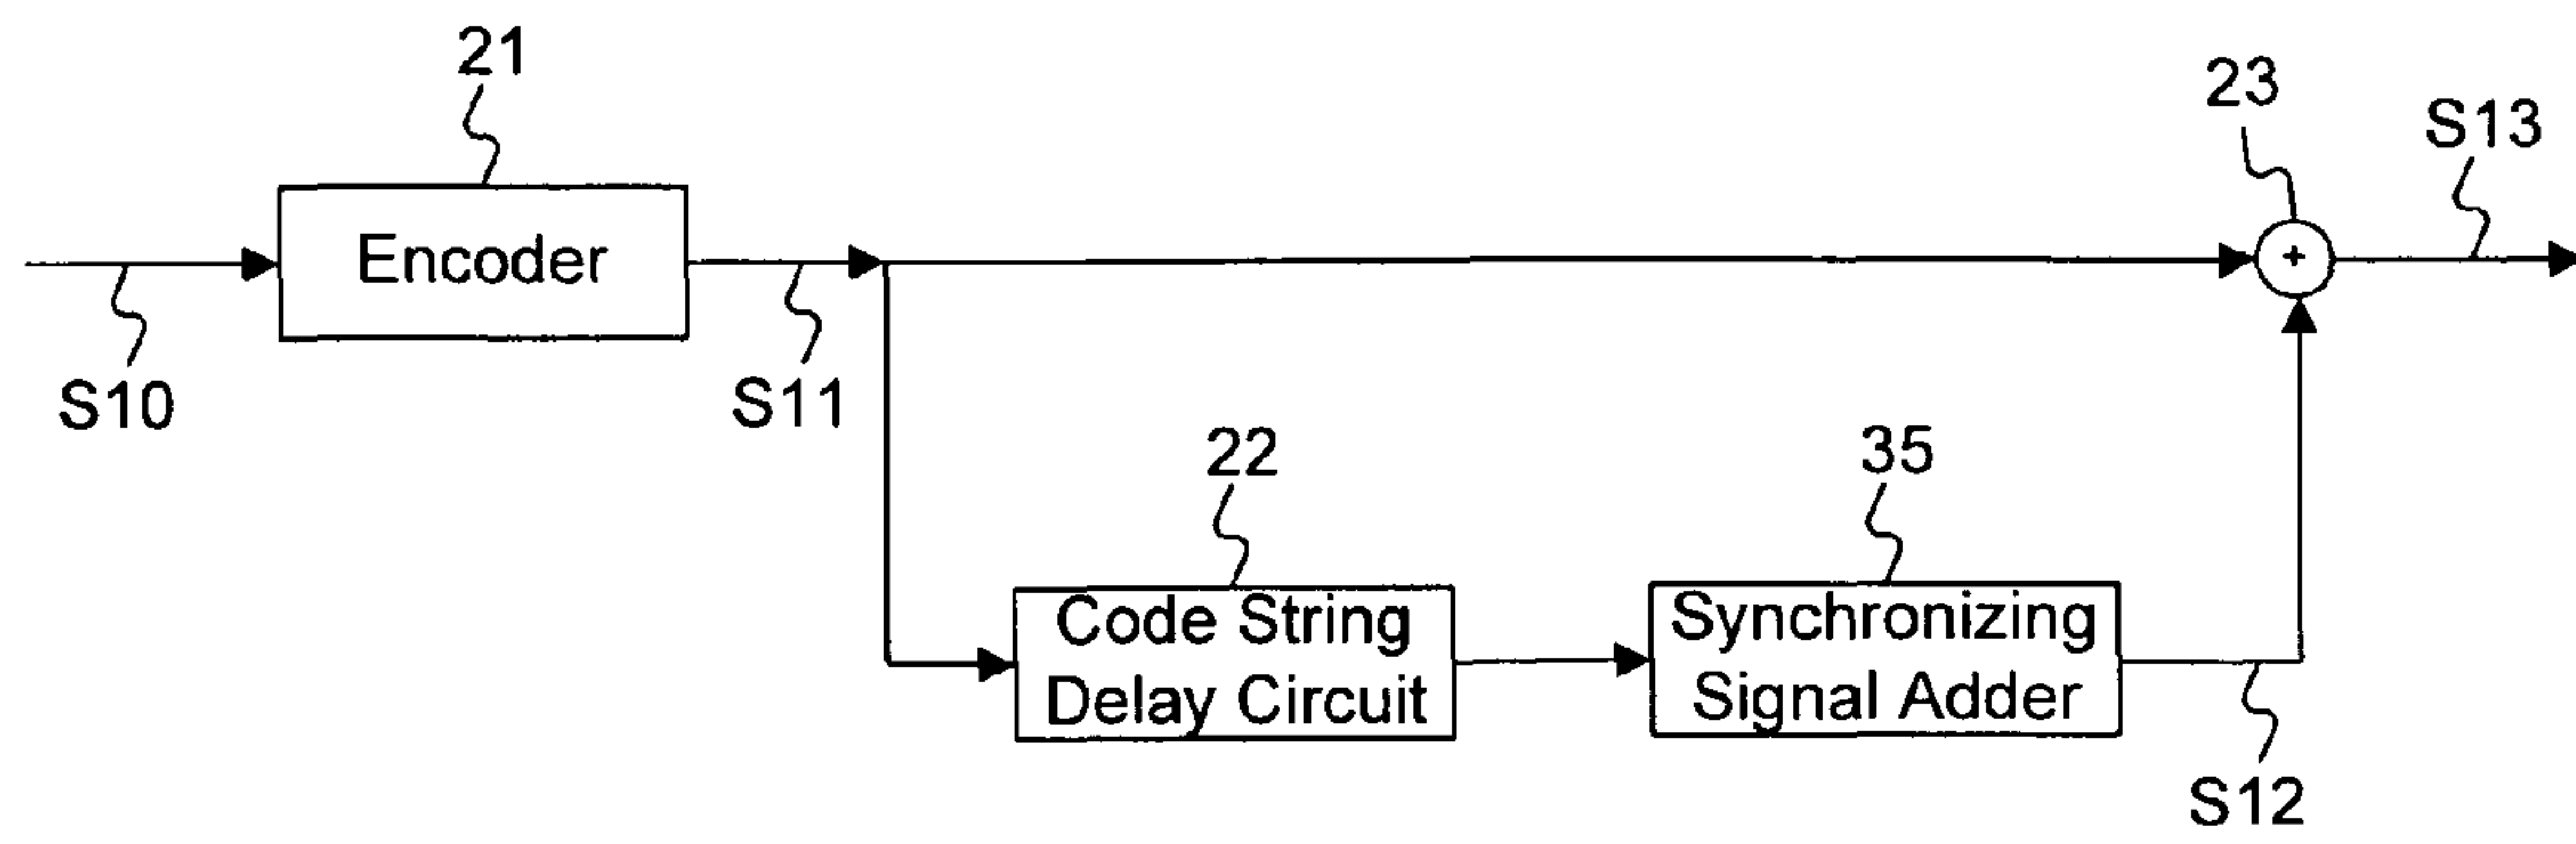 21
23
S13
Encoder
+
S10
S11
22
35
Code String
Delay Circuit
Synchronizing
Signal Adder
S12